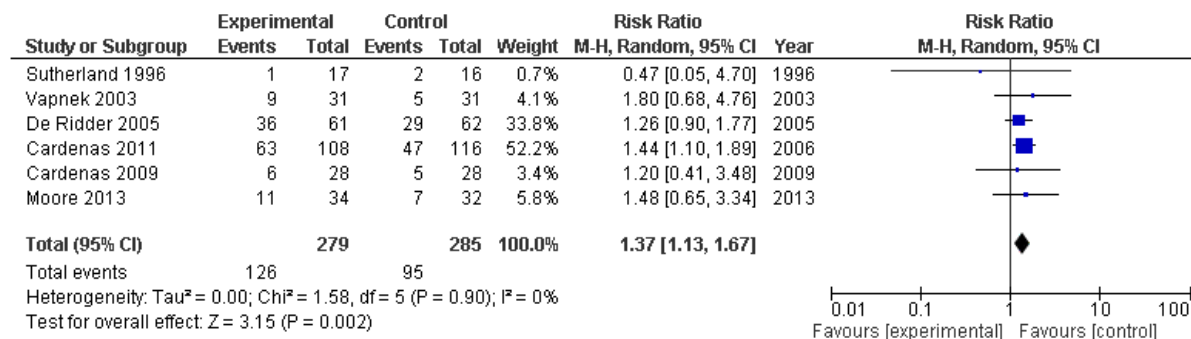 Experimental Control Risk Ratio Risk Ratio
Study or Subgroup Events Total Events Total Weight M-H, Random, 95% CI Year M-H, Random, 95% CI
Sutherland 1996 1 17 2 16 0.7% 0.47 [0.05, 4.70] 1996
Vapnek 2003 9 31 5 31 4.1% 1.80 [0.68, 4.76] 2003
De Ridder 2005 36 61 29 62 33.8% 1.26 [0.90, 1.77] 2005
Cardenas 2011 63 108 47 116 52.2% 1.44 [1.10, 1.89] 2006
Cardenas 2009 6 28 5 28 3.4% 1.20 [0.41, 3.48] 2009
Moore 2013 11 34 7 32 5.8% 1.48 [0.65, 3.34] 2013
Total (95% CI) 279 285 100.0% 1.37 [1.13, 1.67]
Total events 126 95
Heterogeneity: Tau² = 0.00; Chi² = 1.58, df = 5 (P = 0.90); I² = 0%
Test for overall effect: Z = 3.15 (P = 0.002)
0.01 0.1 1 10 100
Favours [experimental] Favours [control]